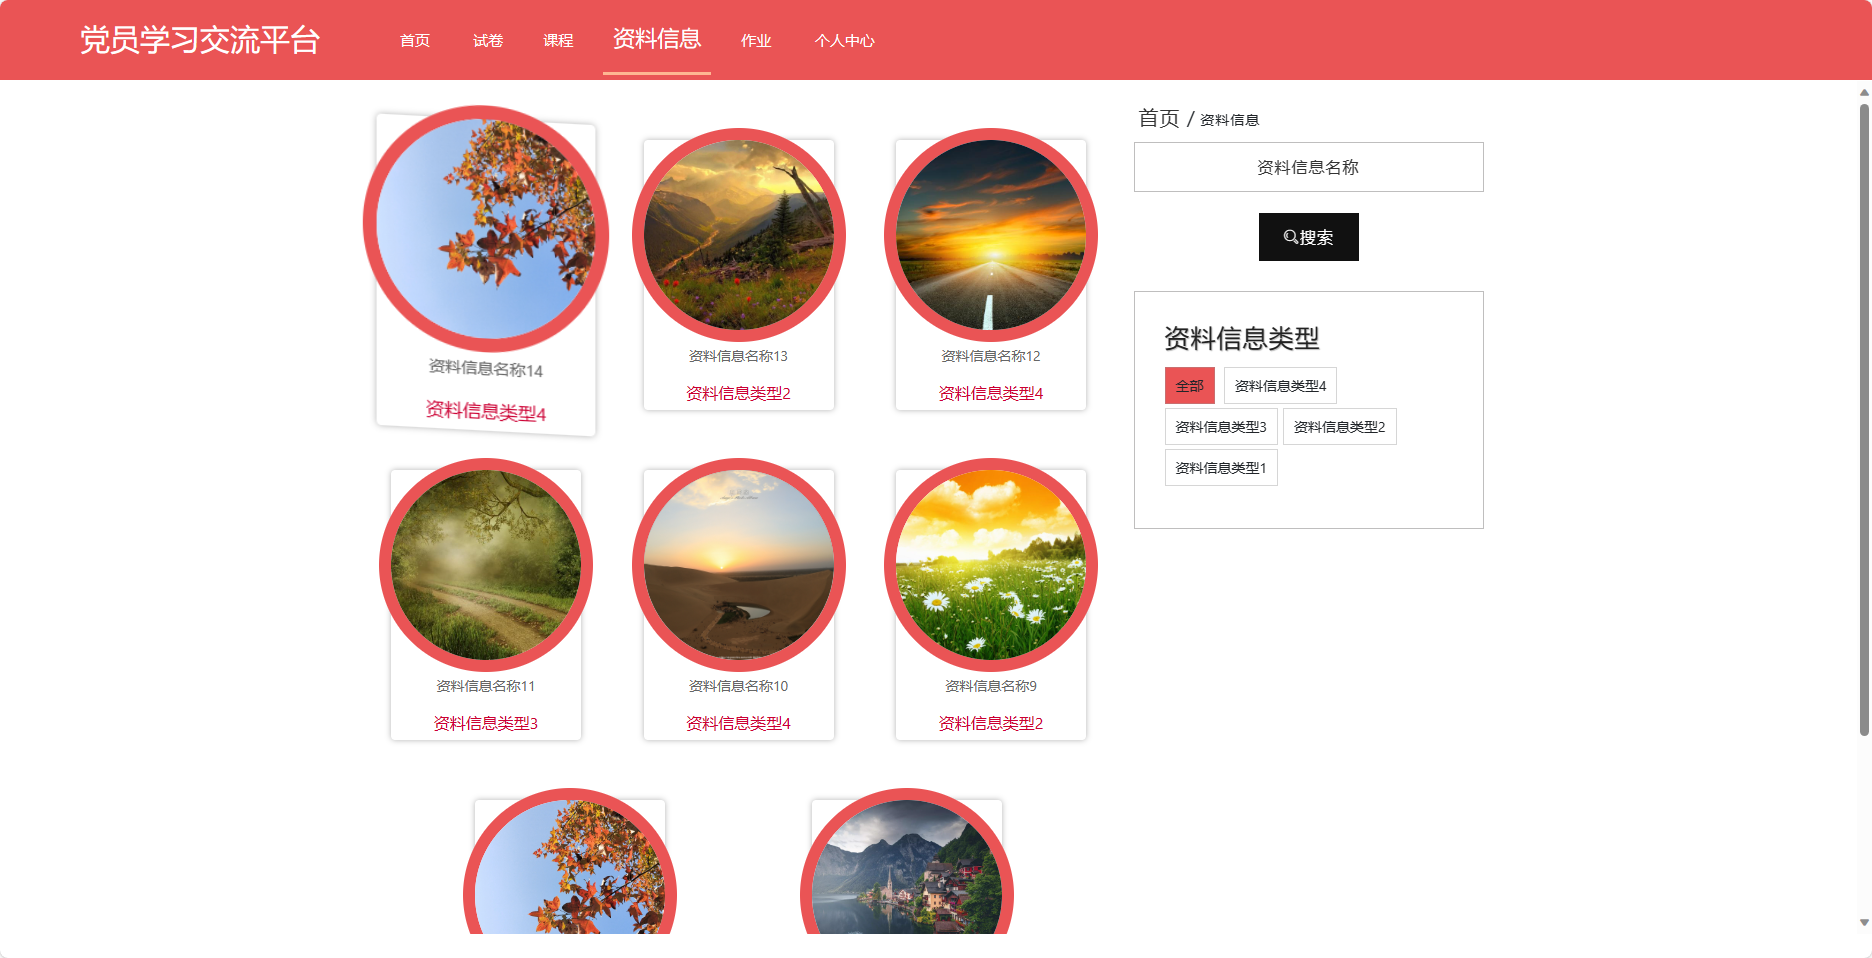 党员学习交流平台
首页 试卷 课程 资料信息 作业 个人中心
资料信息名称14
资料信息类型4
资料信息名称13
资料信息类型2
资料信息名称12
资料信息类型4
资料信息名称11
资料信息类型3
资料信息名称10
资料信息类型4
资料信息名称9
资料信息类型2
首页 / 资料信息
资料信息名称
搜索
资料信息类型
全部 资料信息类型4
资料信息类型3 资料信息类型2
资料信息类型1